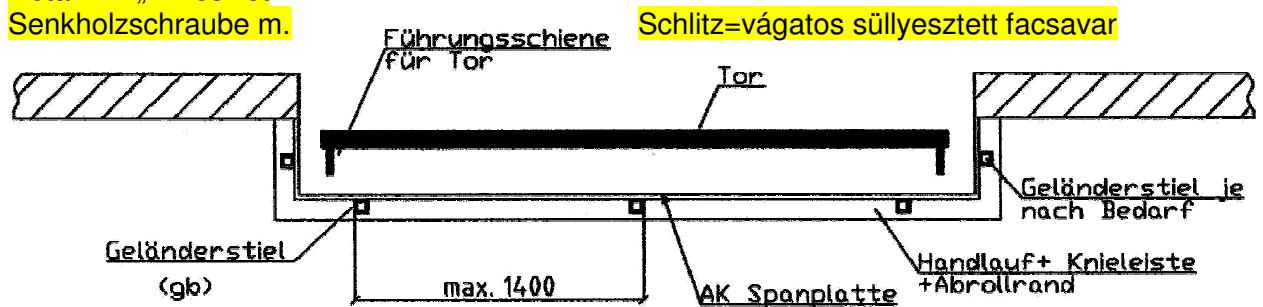 Senkholzschraube m.
Schlitz=vágatos süllyesztett facsavar
Führungsschiene
für Tor
Tor
Geländerstiel je
nach Bedarf
Geländerstiel
(gb)
max. 1400
AK Spanplatte
Handlauf+ Knieleiste
+Abrollrand